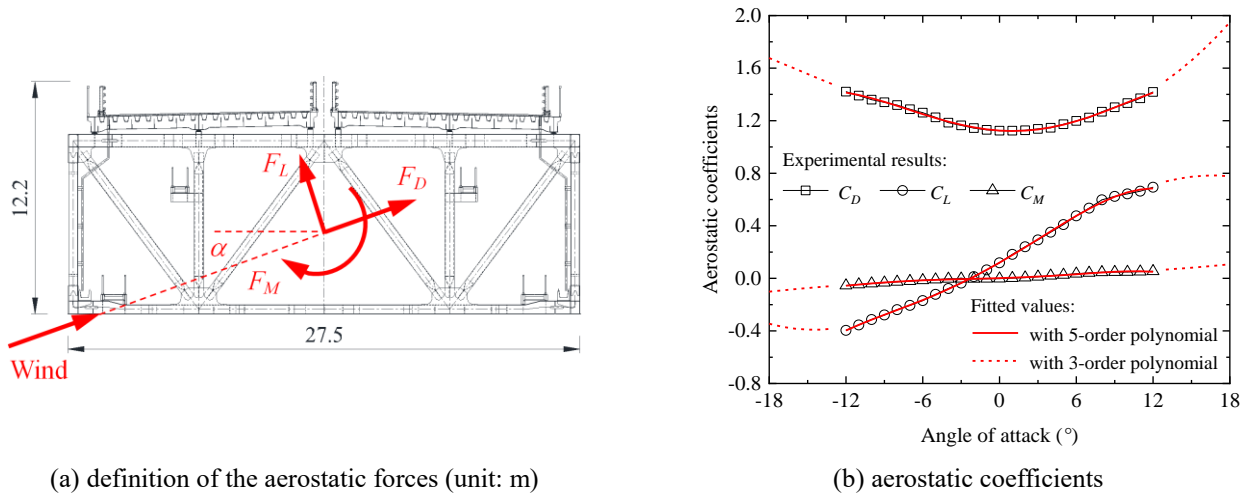 12.2
F_L
F_D
α
F_M
27.5
Wind
(a) definition of the aerostatic forces (unit: m)
2.0
1.6
1.2
0.8
0.4
0.0
-0.4
-0.8
Aerostatic coefficients
Experimental results:
C_D C_L C_M
Fitted values:
with 5-order polynomial
with 3-order polynomial
-18 -12 -6 0 6 12 18
Angle of attack (°)
(b) aerostatic coefficients